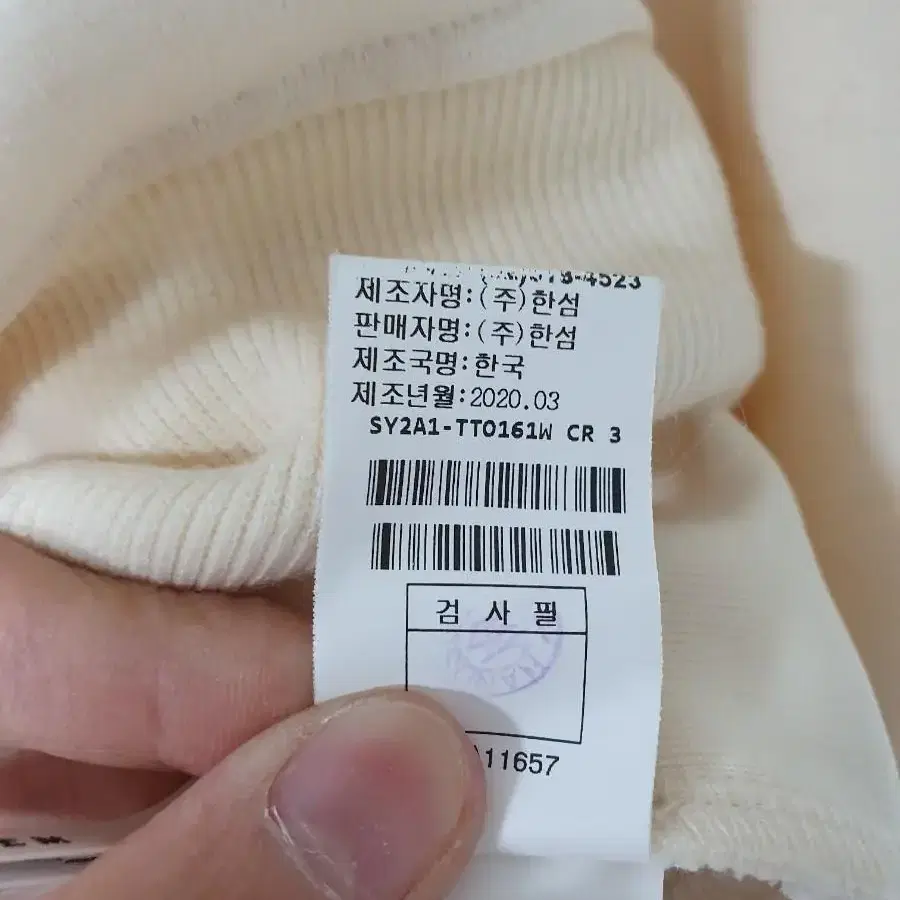 4523
제조자명:(주)한섬
판매자명:(주)한섬
제조국명:한국
제조년월:2020.03
SY2A1-TT0161W CR 3
검 사 필
11657